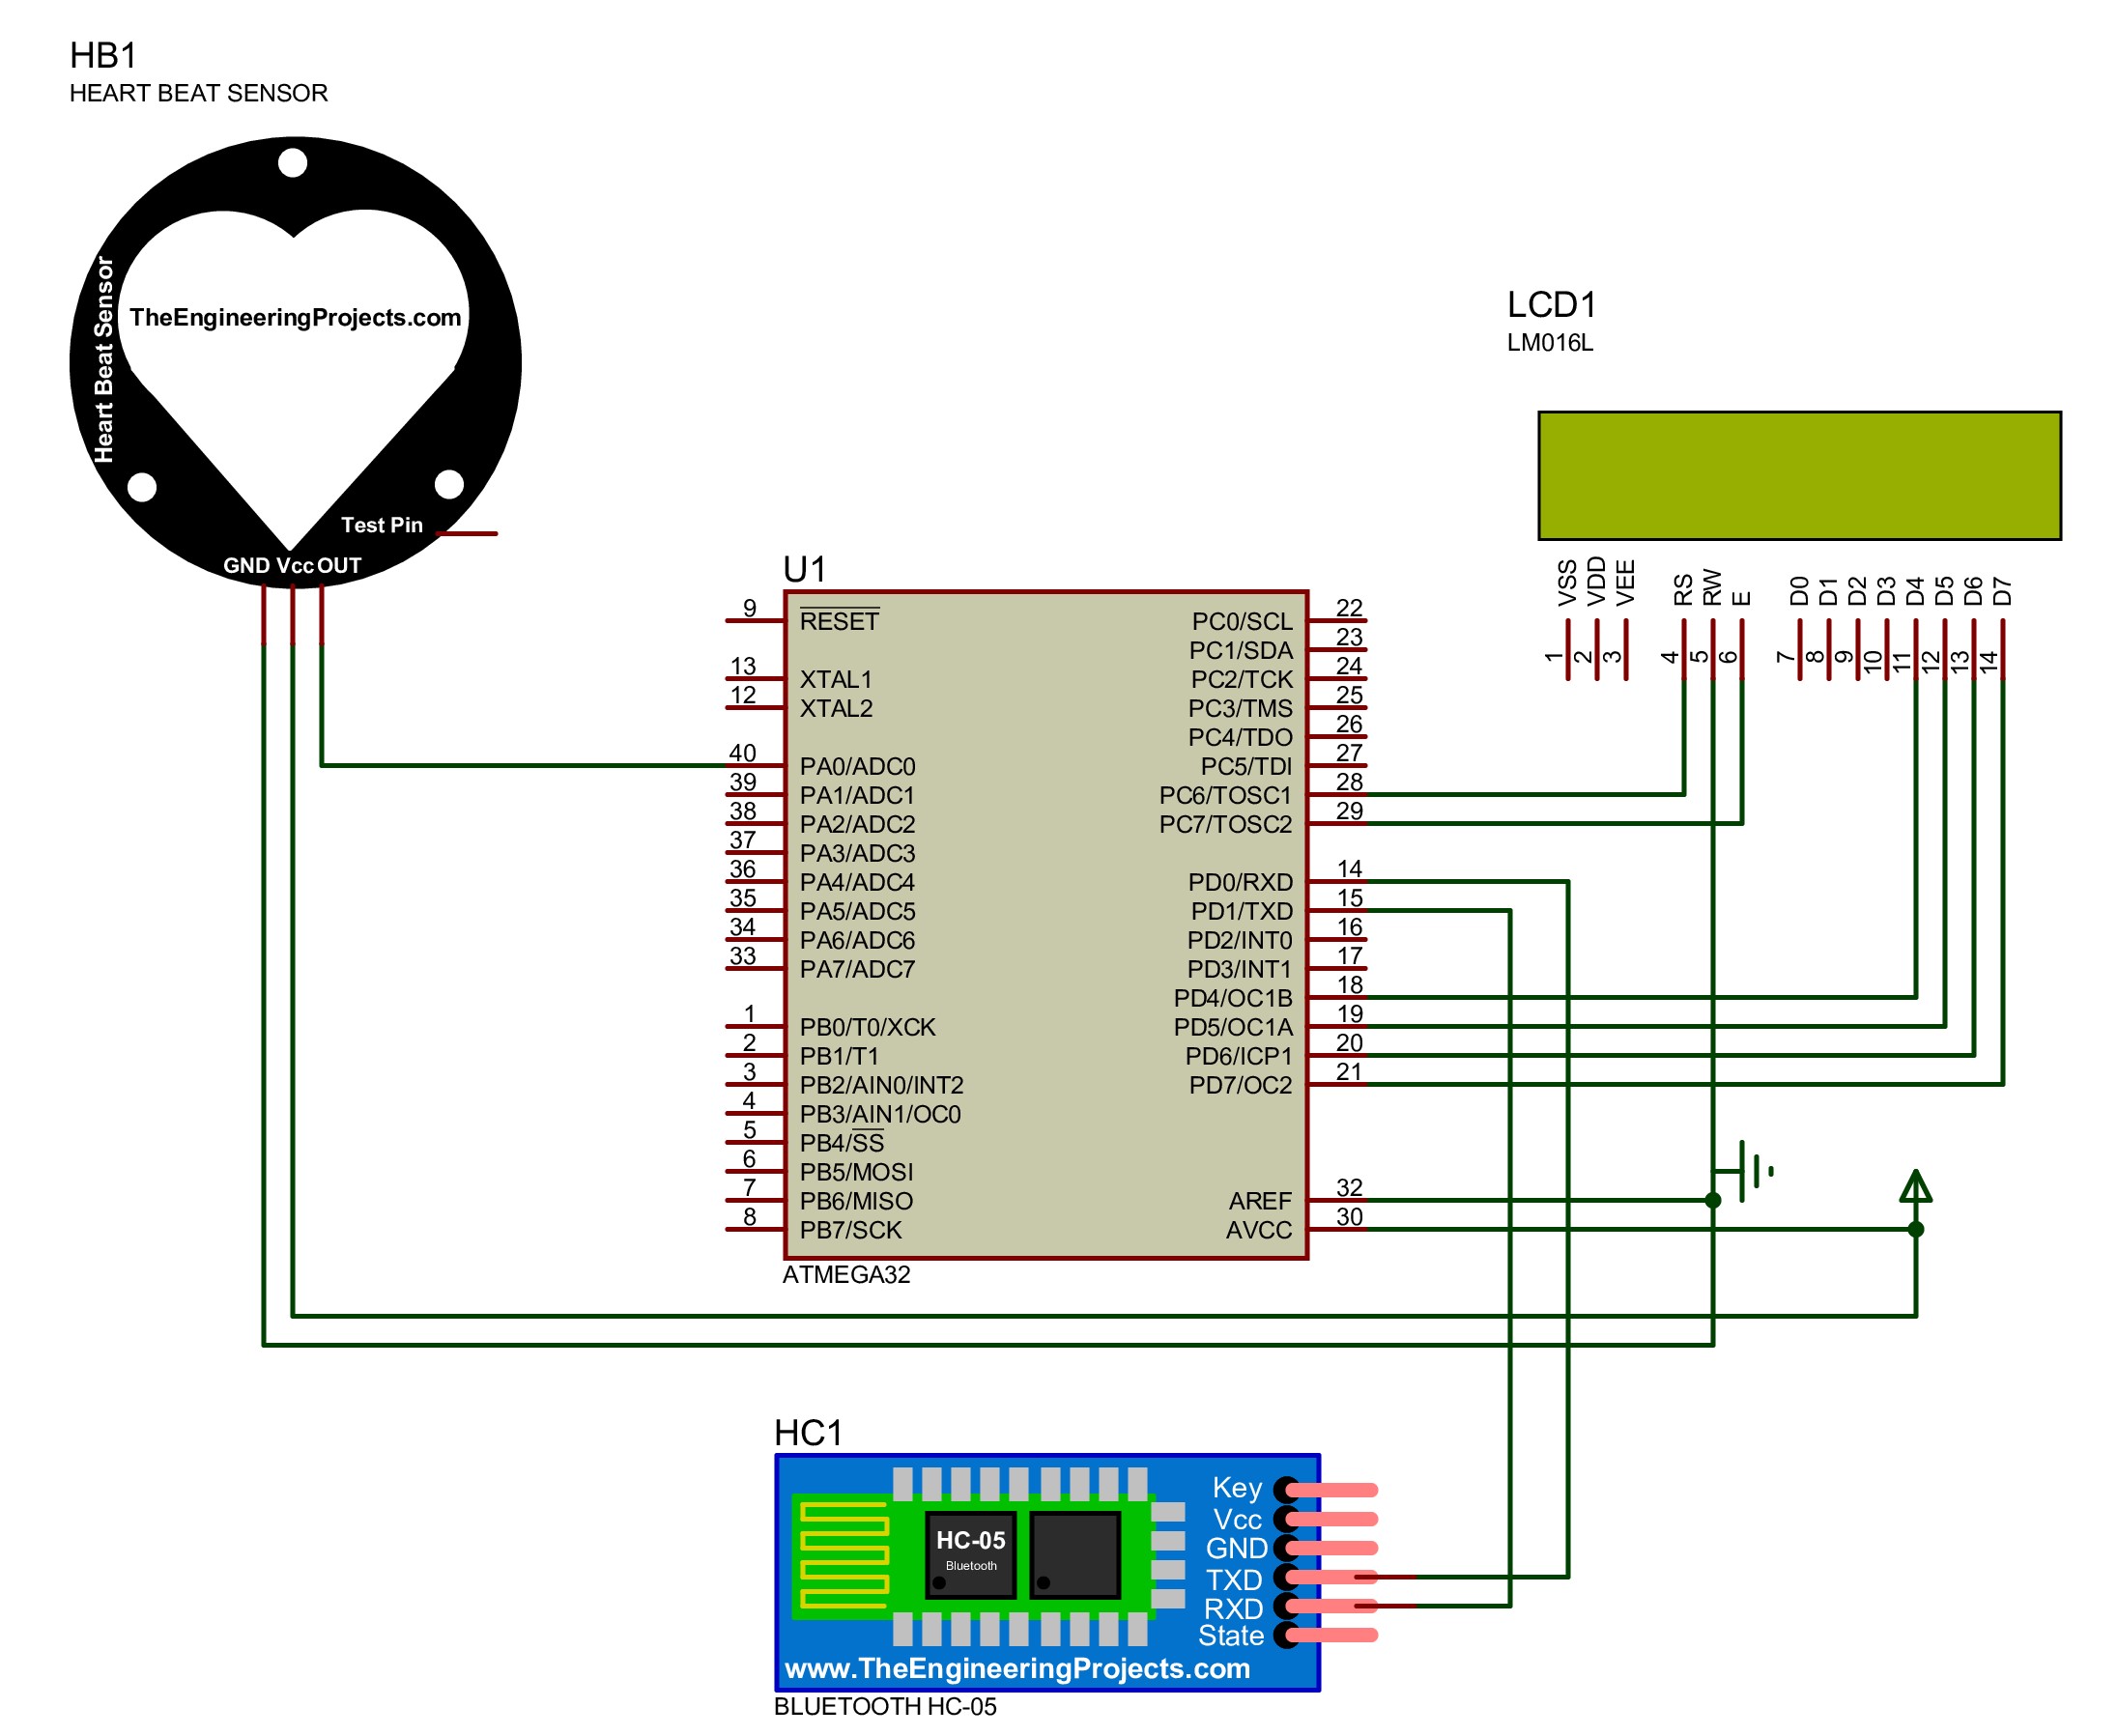 HB1
HEART BEAT SENSOR
Heart Beat Sensor
TheEngineeringProjects.com
Test Pin
GND Vcc OUT
LCD1
LM016L
VSS
VDD
VEE
RS
RW
E
D0
D1
D2
D3
D4
D5
D6
D7
1
2
3
4
5
6
7
8
9
10
11
12
13
14
U1
9 RESET
13 XTAL1
12 XTAL2
40 PA0/ADC0
39 PA1/ADC1
38 PA2/ADC2
37 PA3/ADC3
36 PA4/ADC4
35 PA5/ADC5
34 PA6/ADC6
33 PA7/ADC7
1 PB0/T0/XCK
2 PB1/T1
3 PB2/AIN0/INT2
4 PB3/AIN1/OC0
5 PB4/SS
6 PB5/MOSI
7 PB6/MISO
8 PB7/SCK
PC0/SCL 22
PC1/SDA 23
PC2/TCK 24
PC3/TMS 25
PC4/TDO 26
PC5/TDI 27
PC6/TOSC1 28
PC7/TOSC2 29
PD0/RXD 14
PD1/TXD 15
PD2/INT0 16
PD3/INT1 17
PD4/OC1B 18
PD5/OC1A 19
PD6/ICP1 20
PD7/OC2 21
AREF 32
AVCC 30
ATMEGA32
HC1
HC-05
Bluetooth
Key
Vcc
GND
TXD
RXD
State
www.TheEngineeringProjects.com
BLUETOOTH HC-05